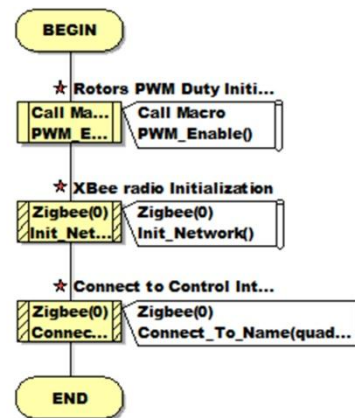 BEGIN
Rotors PWM Duty Initi...
Call Ma...
PWM_E...
Call Macro
PWM_Enable()
XBee radio Initialization
Zigbee(0)
Init_Net...
Zigbee(0)
Init_Network()
Connect to Control Int...
Zigbee(0)
Connec...
Zigbee(0)
Connect_To_Name(quad...
END